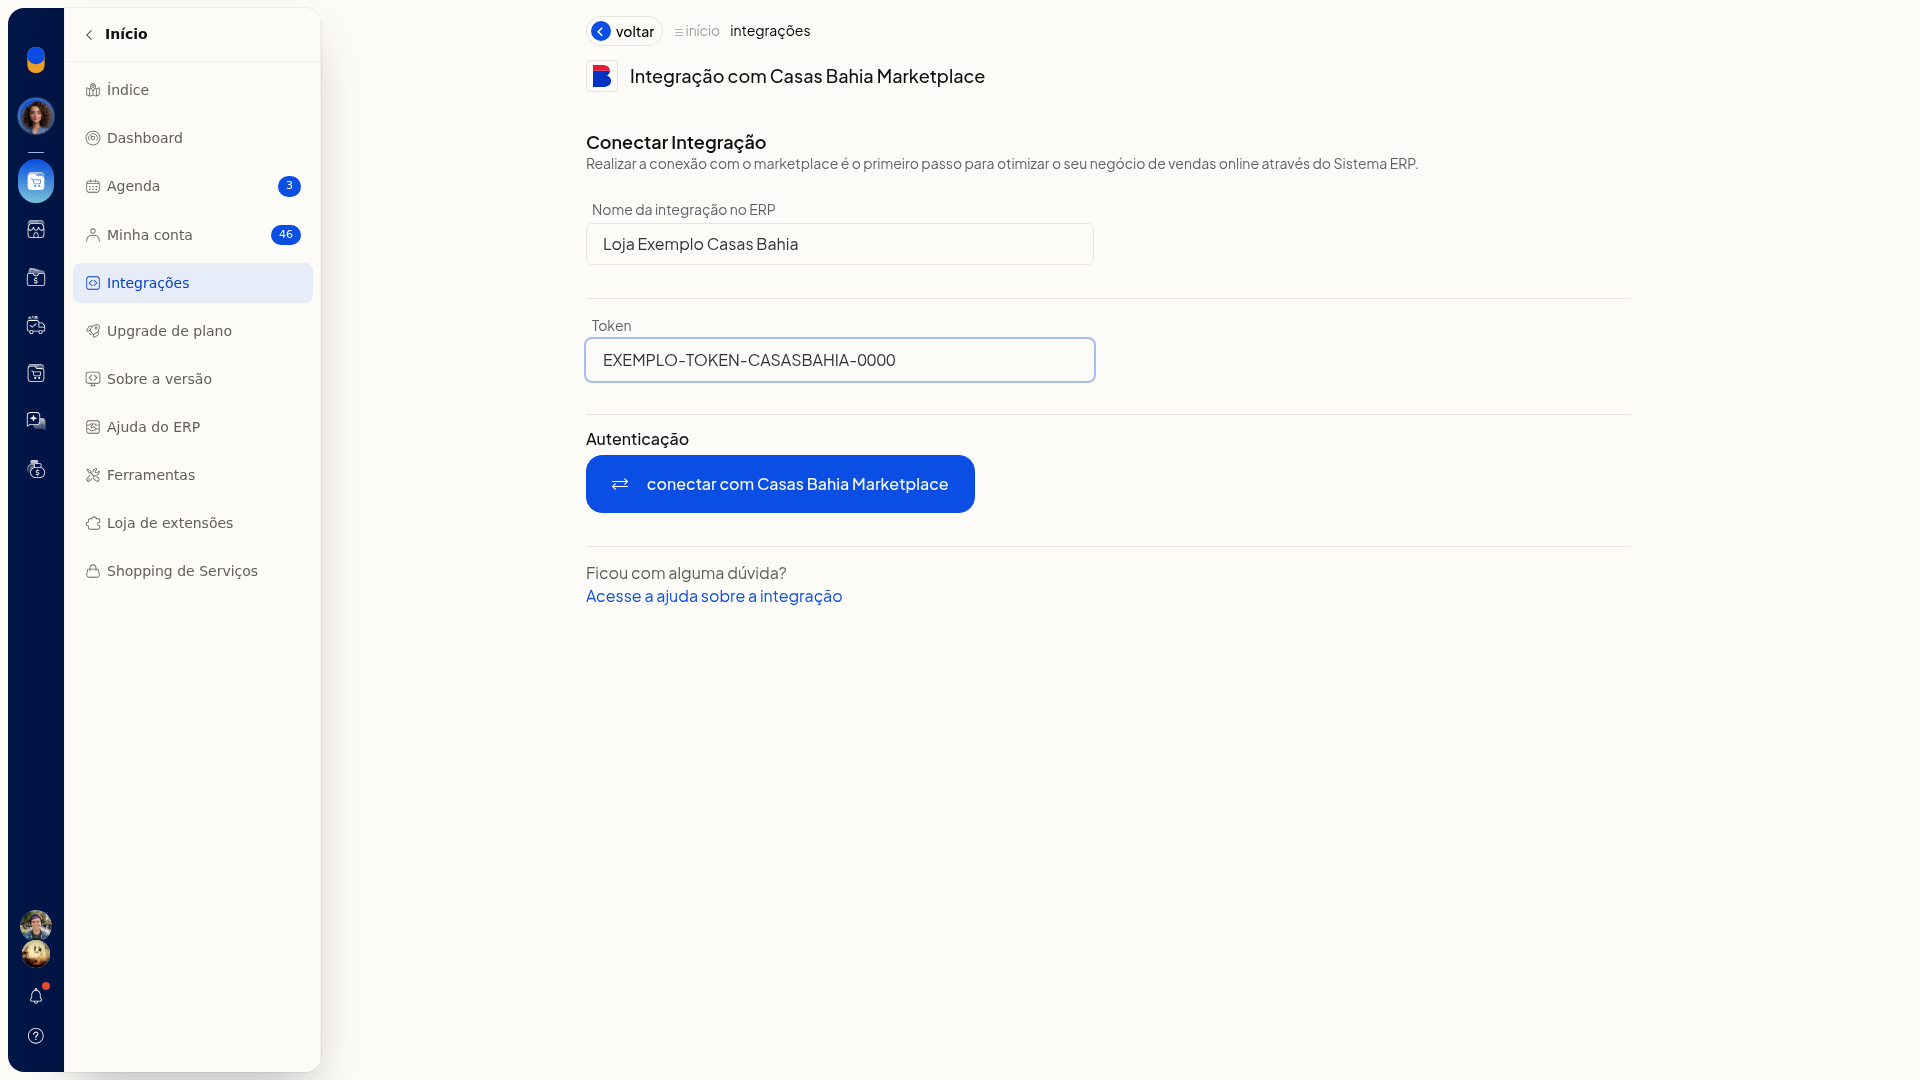 Início
Índice
Dashboard
Agenda
3
Minha conta
46
Integrações
Upgrade de plano
Sobre a versão
Ajuda do ERP
Ferramentas
Loja de extensões
Shopping de Serviços
voltar
início
integrações
Integração com Casas Bahia Marketplace
Conectar Integração
Realizar a conexão com o marketplace é o primeiro passo para otimizar o seu negócio de vendas online através do Sistema ERP.
Nome da integração no ERP
Loja Exemplo Casas Bahia
Token
EXEMPLO-TOKEN-CASASBAHIA-0000
Autenticação
conectar com Casas Bahia Marketplace
Ficou com alguma dúvida?
Acesse a ajuda sobre a integração